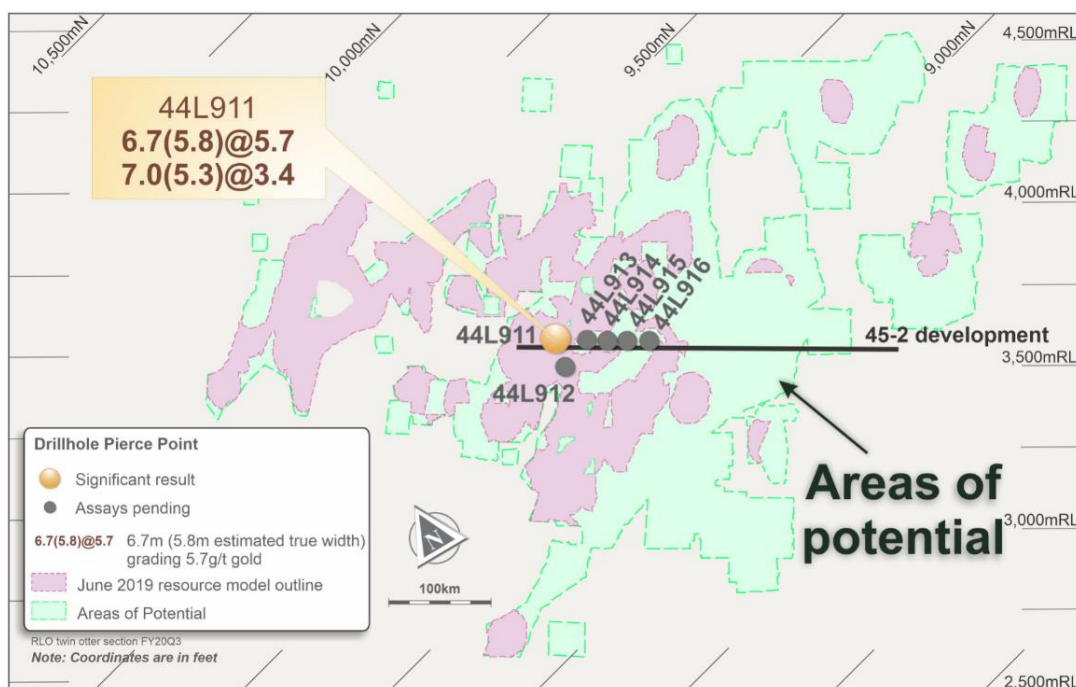 10,500mN
10,000mN
9,500mN
9,000mN
4,500mRL
44L911
6.7(5.8)@5.7
7.0(5.3)@3.4
4,000mRL
44L913
44L914
44L915
44L916
44L911
45-2 development
3,500mRL
44L912
Drillhole Pierce Point
Significant result
Assays pending
6.7(5.8)@5.7 6.7m (5.8m estimated true width)
grading 5.7g/t gold
June 2019 resource model outline
Areas of Potential
N
100km
Areas of
potential
3,000mRL
RLO twin otter section FY20Q3
Note: Coordinates are in feet
2,500mRL